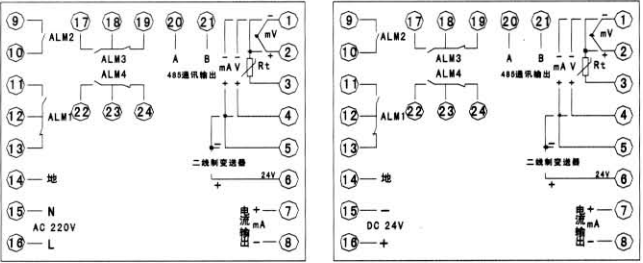 9 17 18 19 20 21 1
ALM2 - mV
10 ALM3 A B + 2
ALM4 485通讯输出 - - mA V Rt
11 + + 3
22 23 24 4
12 ALM1
13 - 5
二线制变送器
14 地 + 24V 6
15 N 电流输出 + 7
AC 220V mA
16 L - 8
9 17 18 19 20 21 1
ALM2 - mV
10 ALM3 A B + 2
ALM4 485通讯输出 - - mA V Rt
11 + + 3
22 23 24 4
12 ALM1
13 - 5
二线制变送器
14 地 + 24V 6
15 - 电流输出 + 7
DC 24V mA
16 + - 8